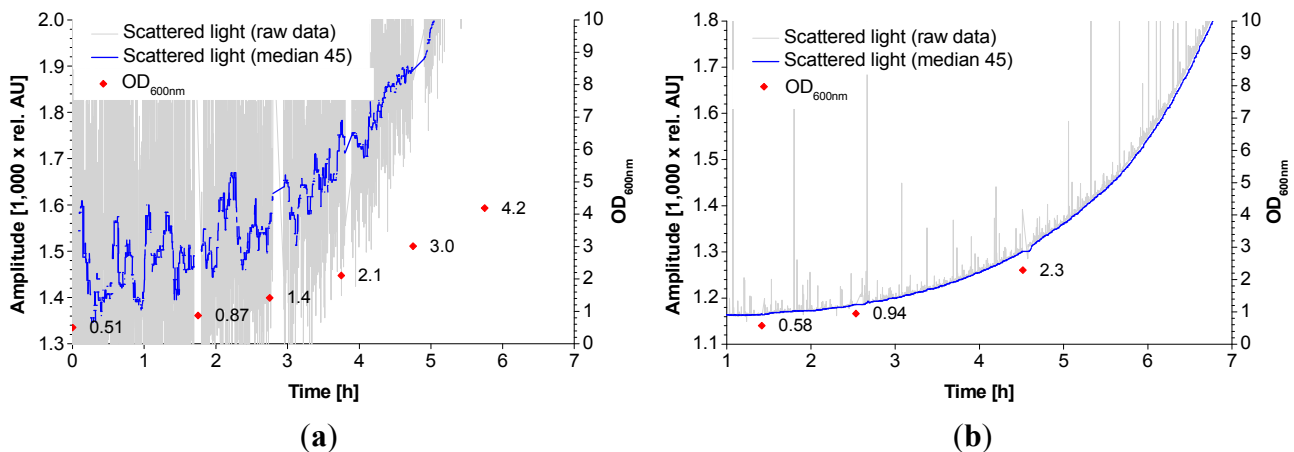 Scattered light (raw data)
Scattered light (median 45)
OD600nm
Amplitude [1,000 x rel. AU]
2.0
1.9
1.8
1.7
1.6
1.5
1.4
1.3
10
9
8
7
6
5
4
3
2
1
0
OD600nm
0.51
0.87
1.4
2.1
3.0
4.2
0 1 2 3 4 5 6 7
Time [h]
(a)
Scattered light (raw data)
Scattered light (median 45)
OD600nm
Amplitude [1,000 x rel. AU]
1.8
1.7
1.6
1.5
1.4
1.3
1.2
1.1
10
9
8
7
6
5
4
3
2
1
0
OD600nm
0.58
0.94
2.3
1 2 3 4 5 6 7
Time [h]
(b)